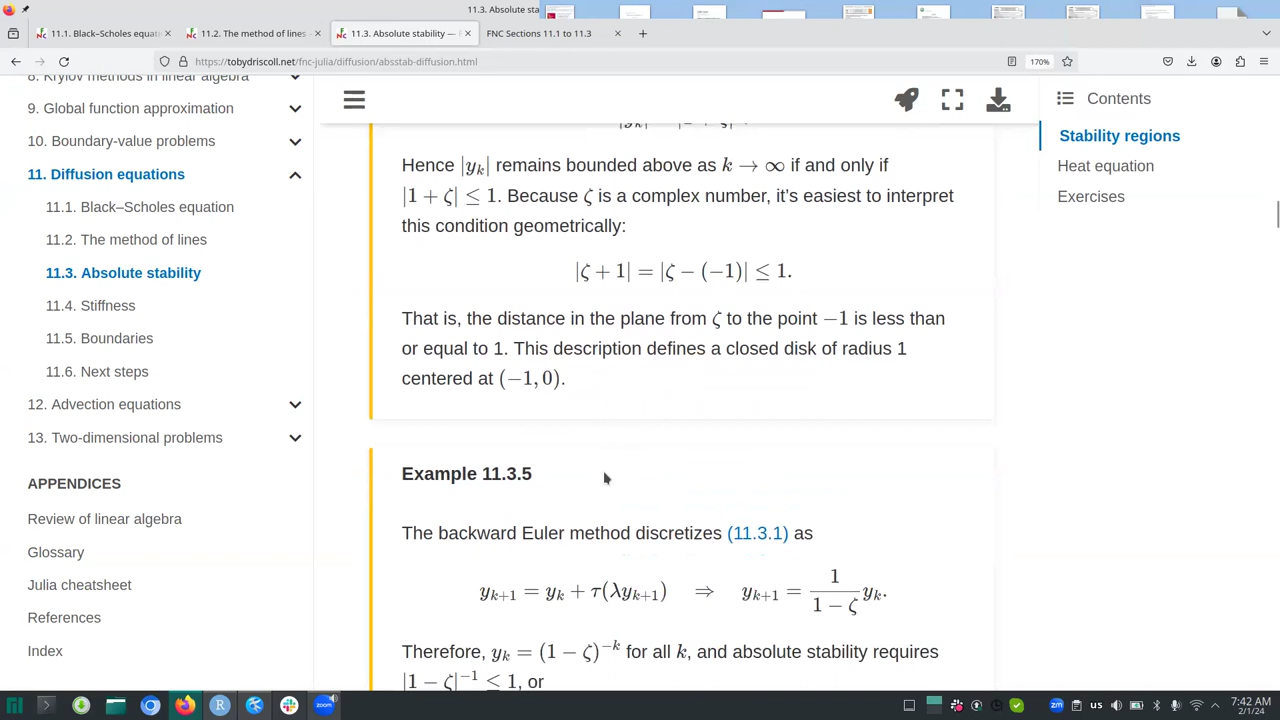 11.3. Absolute sta
11.1. Black–Scholes equat
11.2. The method of lines
11.3. Absolute stability —
FNC Sections 11.1 to 11.3
https://tobydriscoll.net/fnc-julia/diffusion/absstab-diffusion.html
170%
8. Krylov methods in linear algebra
9. Global function approximation
10. Boundary-value problems
11. Diffusion equations
11.1. Black–Scholes equation
11.2. The method of lines
11.3. Absolute stability
11.4. Stiffness
11.5. Boundaries
11.6. Next steps
12. Advection equations
13. Two-dimensional problems
APPENDICES
Review of linear algebra
Glossary
Julia cheatsheet
References
Index
Hence |y_k| remains bounded above as k → ∞ if and only if
|1 + ζ| ≤ 1. Because ζ is a complex number, it’s easiest to interpret
this condition geometrically:
|ζ + 1| = |ζ − (−1)| ≤ 1.
That is, the distance in the plane from ζ to the point −1 is less than
or equal to 1. This description defines a closed disk of radius 1
centered at (−1, 0).
Example 11.3.5
The backward Euler method discretizes (11.3.1) as
y_{k+1} = y_k + τ(λy_{k+1}) ⇒ y_{k+1} = \frac{1}{1 − ζ} y_k.
Therefore, y_k = (1 − ζ)^{−k} for all k, and absolute stability requires
|1 − ζ|^{−1} ≤ 1, or
Contents
Stability regions
Heat equation
Exercises
R
zoom
zm
us
7:42 AM
2/1/24